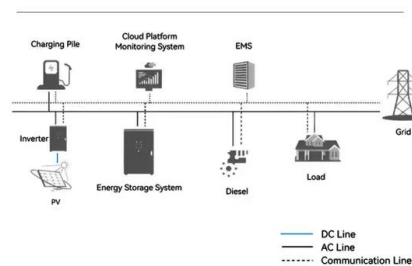 Charging Pile
Cloud Platform
Monitoring System
EMS
Grid
Inverter
PV
Energy Storage System
Diesel
Load
DC Line
AC Line
Communication Line